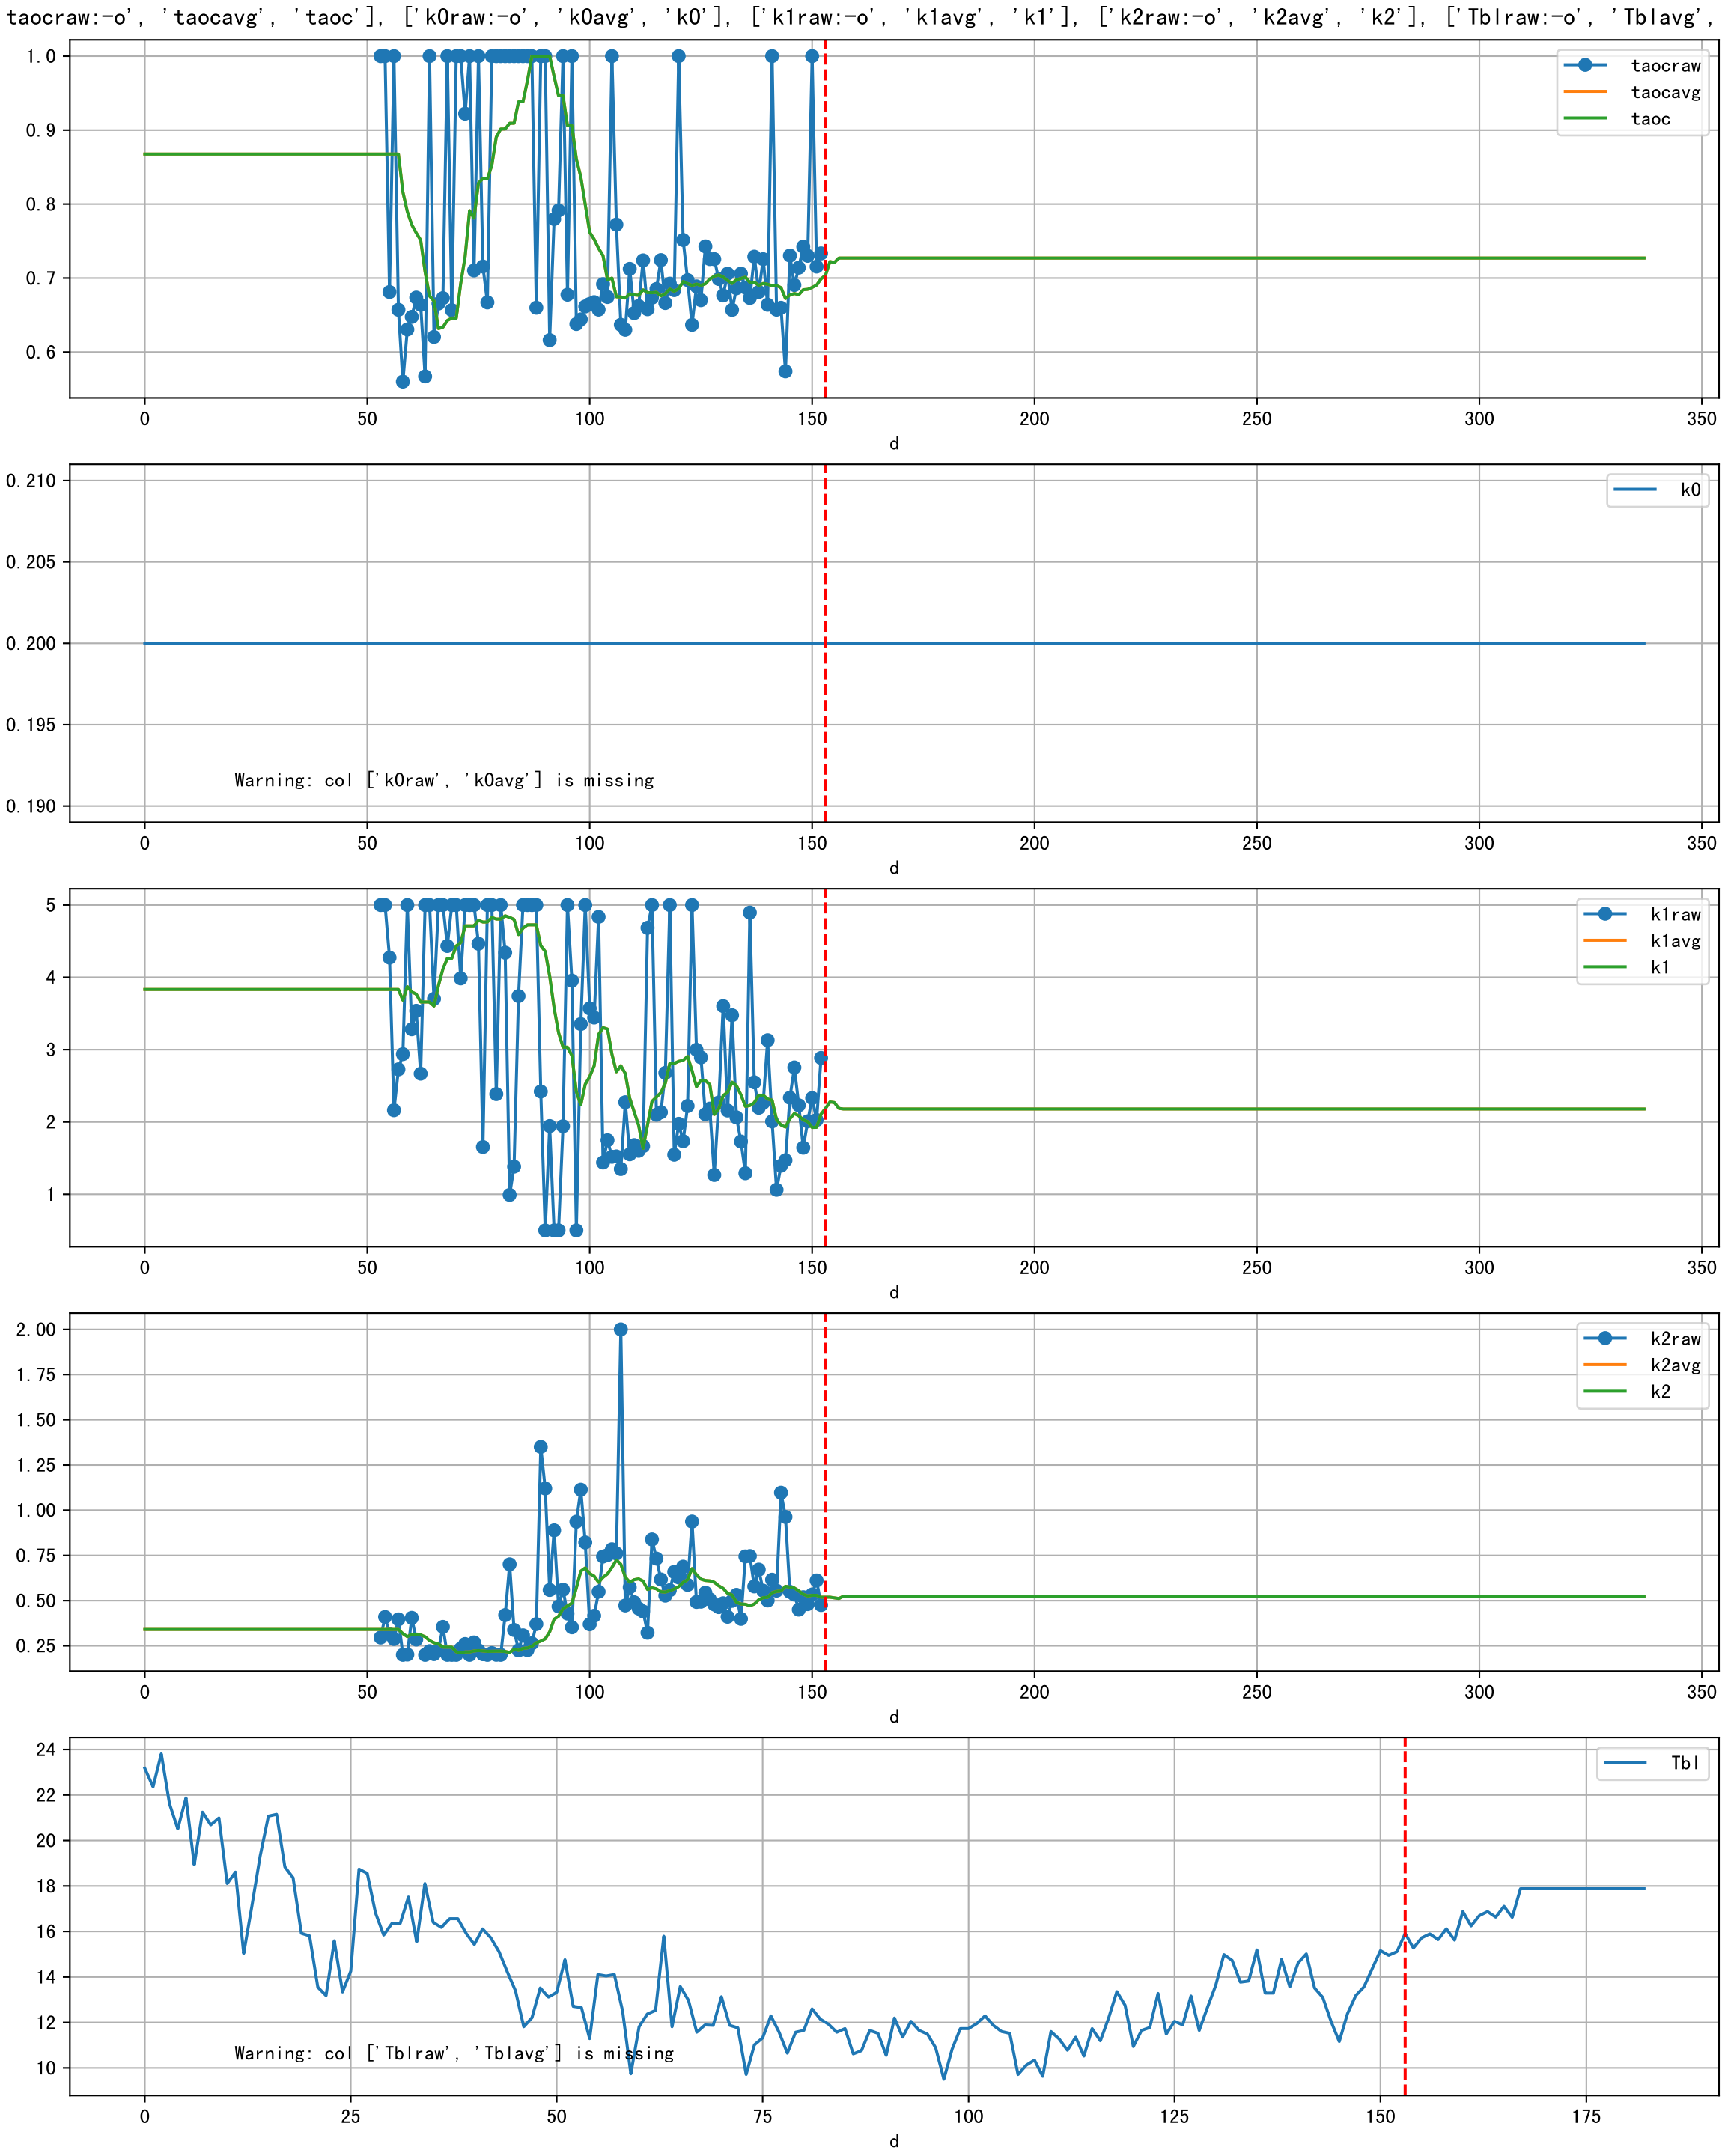 taocraw:-o', 'taocavg', 'taoc'], ['k0raw:-o', 'k0avg', 'k0'], ['k1raw:-o', 'k1avg', 'k1'], ['k2raw:-o', 'k2avg', 'k2'], ['Tblraw:-o', 'Tblavg',
1.0
0.9
0.8
0.7
0.6
taocraw
taocavg
taoc
0 50 100 150 200 250 300 350
d
0.210
0.205
0.200
0.195
0.190
k0
Warning: col ['k0raw', 'k0avg'] is missing
0 50 100 150 200 250 300 350
d
5
4
3
2
1
k1raw
k1avg
k1
0 50 100 150 200 250 300 350
d
2.00
1.75
1.50
1.25
1.00
0.75
0.50
0.25
k2raw
k2avg
k2
0 50 100 150 200 250 300 350
d
24
22
20
18
16
14
12
10
Tbl
Warning: col ['Tblraw', 'Tblavg'] is missing
0 25 50 75 100 125 150 175
d